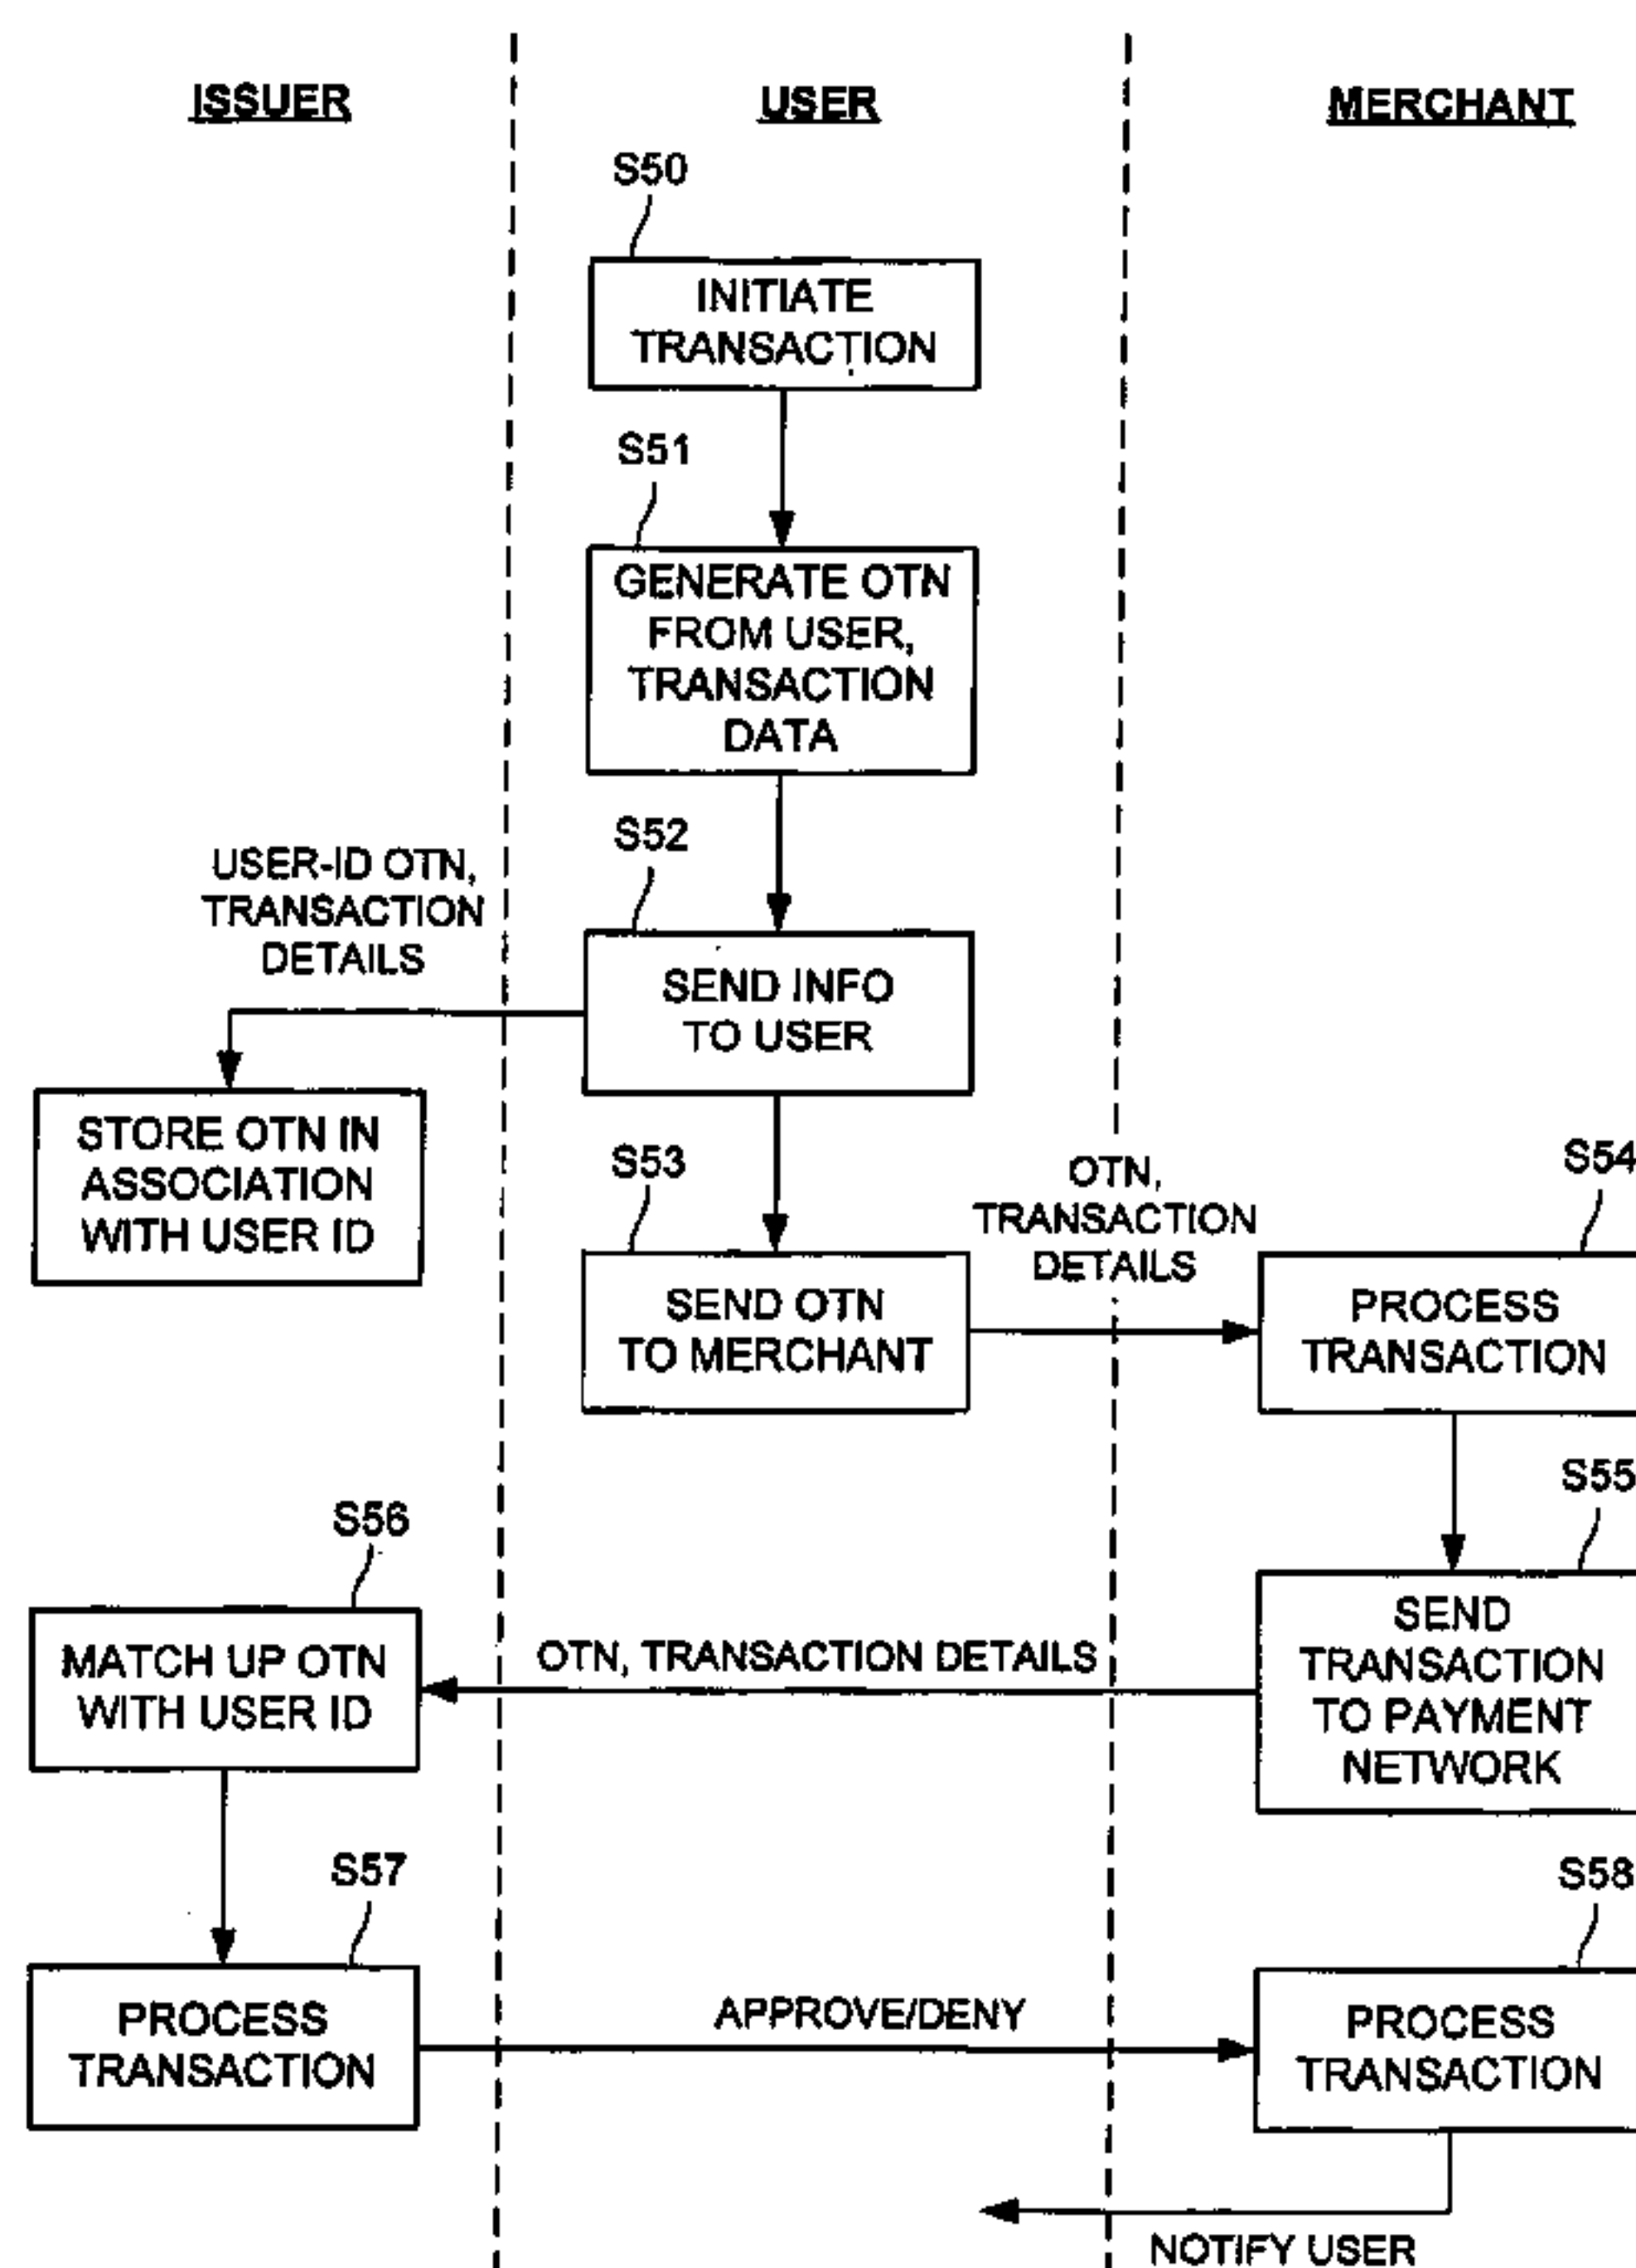 ISSUER
USER
MERCHANT
S50
INITIATE
TRANSACTION
S51
GENERATE OTN
FROM USER,
TRANSACTION
DATA
S52
USER-ID OTN,
TRANSACTION
DETAILS
SEND INFO
TO USER
STORE OTN IN
ASSOCIATION
WITH USER ID
S53
SEND OTN
TO MERCHANT
OTN,
TRANSACTION
DETAILS
S54
PROCESS
TRANSACTION
S55
SEND
TRANSACTION
TO PAYMENT
NETWORK
OTN, TRANSACTION DETAILS
S56
MATCH UP OTN
WITH USER ID
S57
PROCESS
TRANSACTION
APPROVE/DENY
S58
PROCESS
TRANSACTION
NOTIFY USER